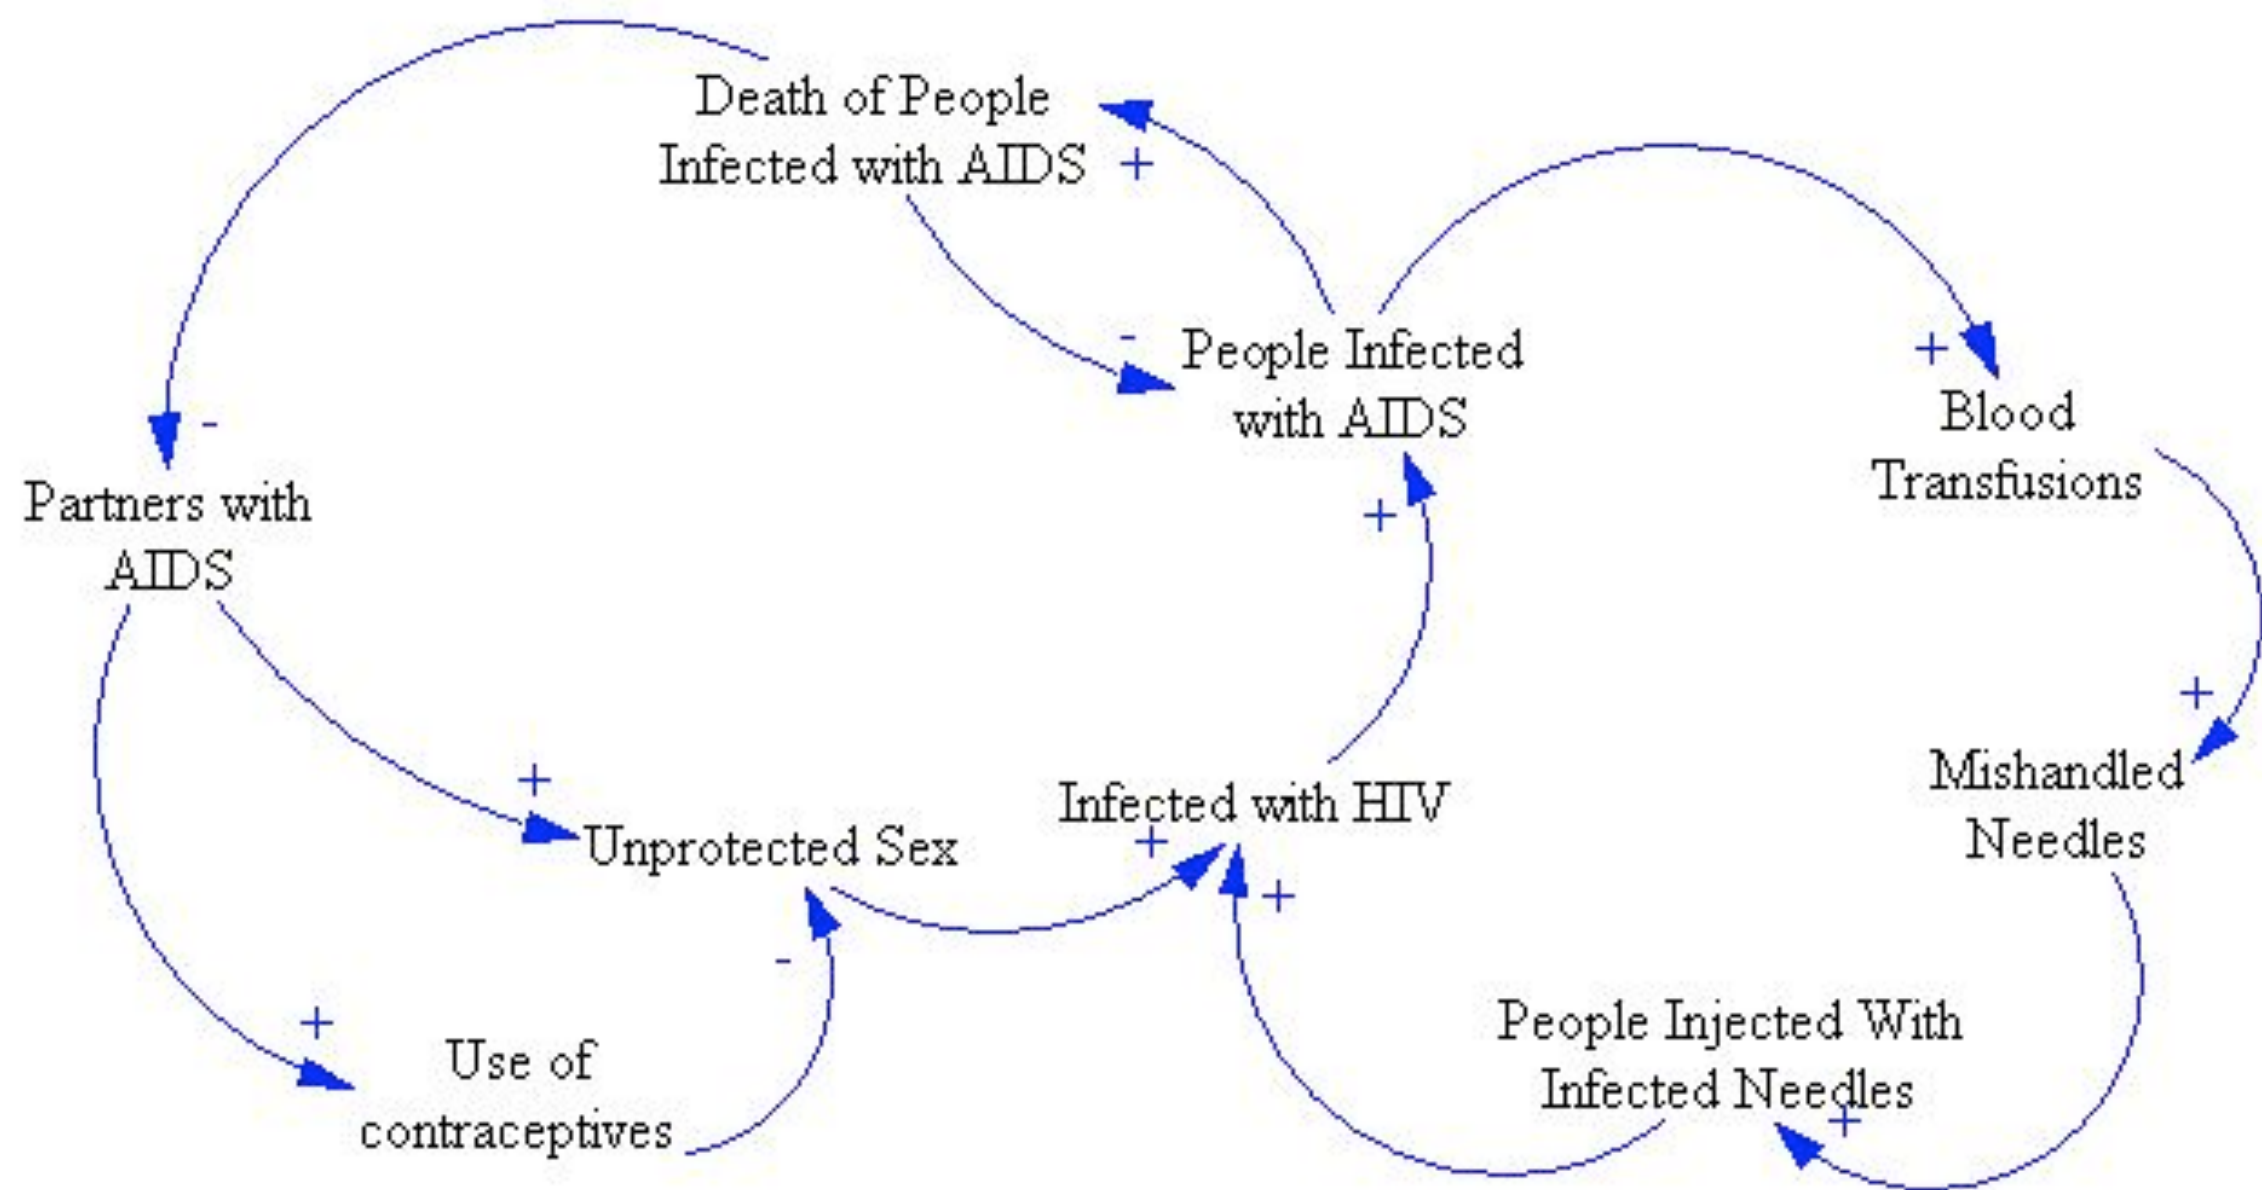 Death of People
Infected with AIDS
+
-
People Infected
with AIDS
+
Blood
Transfusions
-
Partners with
AIDS
+
+
Mishandled
Needles
+
Unprotected Sex
Infected with HIV
+
+
-
People Injected With
Infected Needles
+
+
Use of
contraceptives